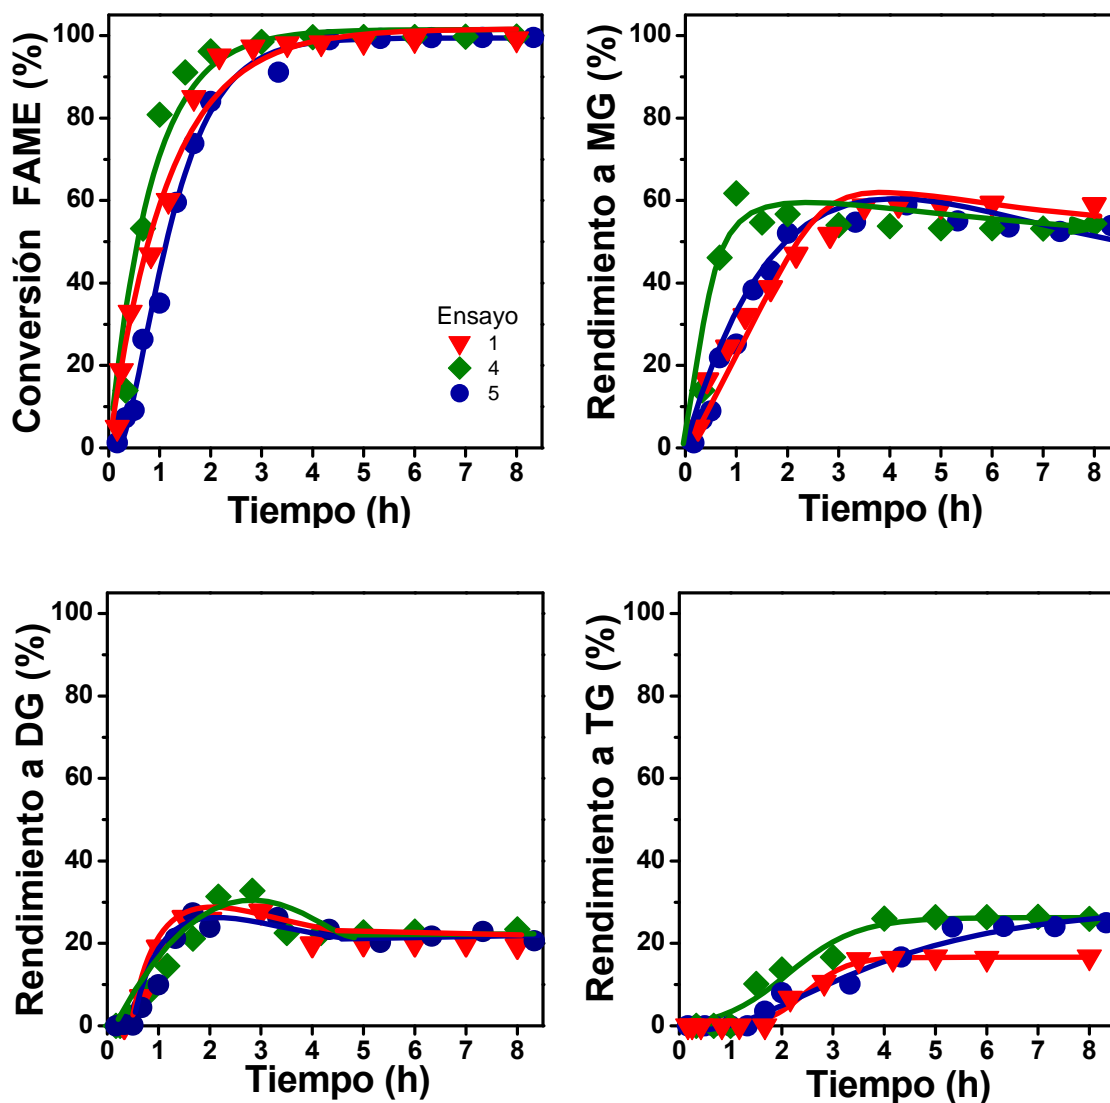 Conversión FAME (%)
100
80
60
40
20
0
0 1 2 3 4 5 6 7 8
Tiempo (h)
Ensayo
1
4
5
Rendimiento a MG (%)
100
80
60
40
20
0
0 1 2 3 4 5 6 7 8
Tiempo (h)
Rendimiento a DG (%)
100
80
60
40
20
0
0 1 2 3 4 5 6 7 8
Tiempo (h)
Rendimiento a TG (%)
100
80
60
40
20
0
0 1 2 3 4 5 6 7 8
Tiempo (h)